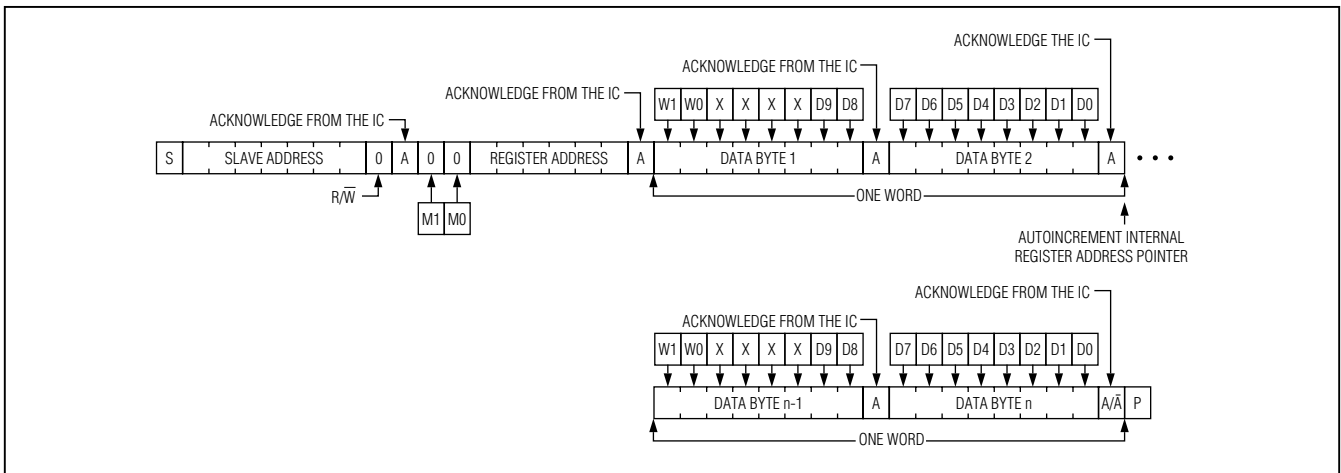 ACKNOWLEDGE THE IC
ACKNOWLEDGE FROM THE IC
ACKNOWLEDGE FROM THE IC
W1 W0 X X X X D9 D8 D7 D6 D5 D4 D3 D2 D1 D0
ACKNOWLEDGE FROM THE IC
S SLAVE ADDRESS 0 A 0 0 REGISTER ADDRESS A DATA BYTE 1 A DATA BYTE 2 A • • •
R/W̅
ONE WORD
M1 M0
AUTOINCREMENT INTERNAL
REGISTER ADDRESS POINTER
ACKNOWLEDGE FROM THE IC
ACKNOWLEDGE FROM THE IC
W1 W0 X X X X D9 D8 D7 D6 D5 D4 D3 D2 D1 D0
DATA BYTE n-1 A DATA BYTE n A/A̅ P
ONE WORD